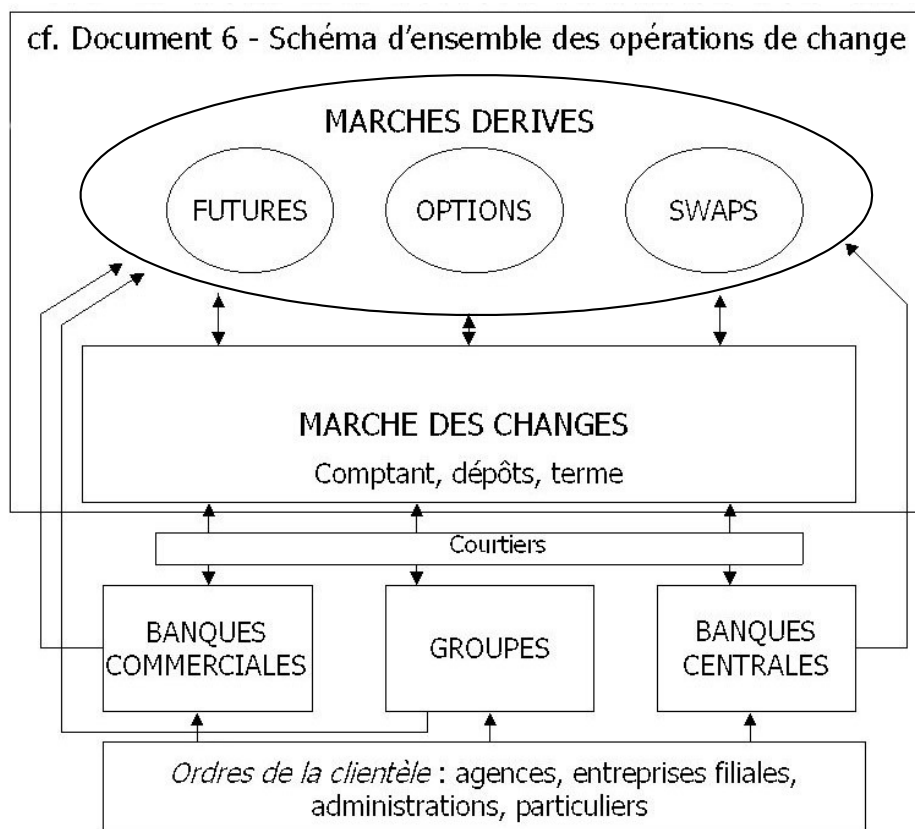 cf. Document 6 - Schéma d'ensemble des opérations de change
MARCHES DERIVES
FUTURES
OPTIONS
SWAPS
MARCHE DES CHANGES
Comptant, dépôts, terme
Courtiers
BANQUES
COMMERCIALES
GROUPES
BANQUES
CENTRALES
Ordres de la clientèle : agences, entreprises filiales,
administrations, particuliers